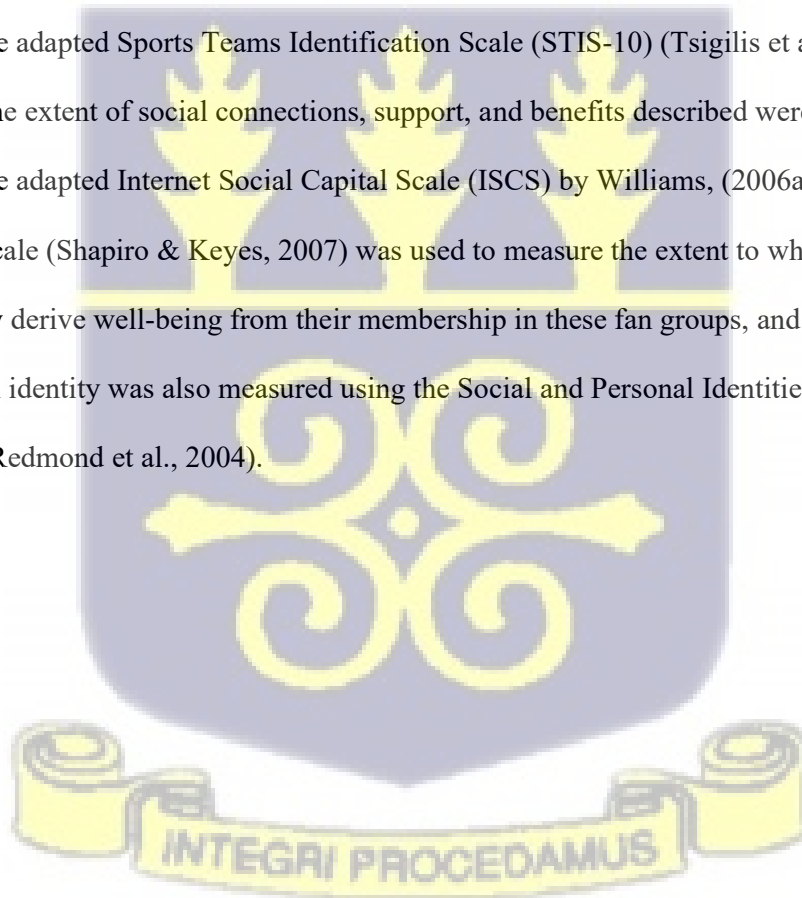 e adapted Sports Teams Identification Scale (STIS-10) (Tsigilis et a
e extent of social connections, support, and benefits described were
e adapted Internet Social Capital Scale (ISCS) by Williams, (2006a
cale (Shapiro & Keyes, 2007) was used to measure the extent to wh
y derive well-being from their membership in these fan groups, and
identity was also measured using the Social and Personal Identitie
Redmond et al., 2004).
INTEGRI PROCEDAMUS